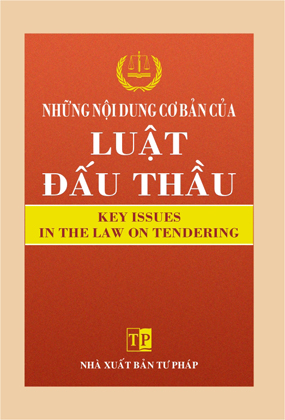 NHỮNG NỘI DUNG CƠ BẢN CỦA
LUẬT
ĐẤU THẦU
KEY ISSUES
IN THE LAW ON TENDERING
TP
NHÀ XUẤT BẢN TƯ PHÁP